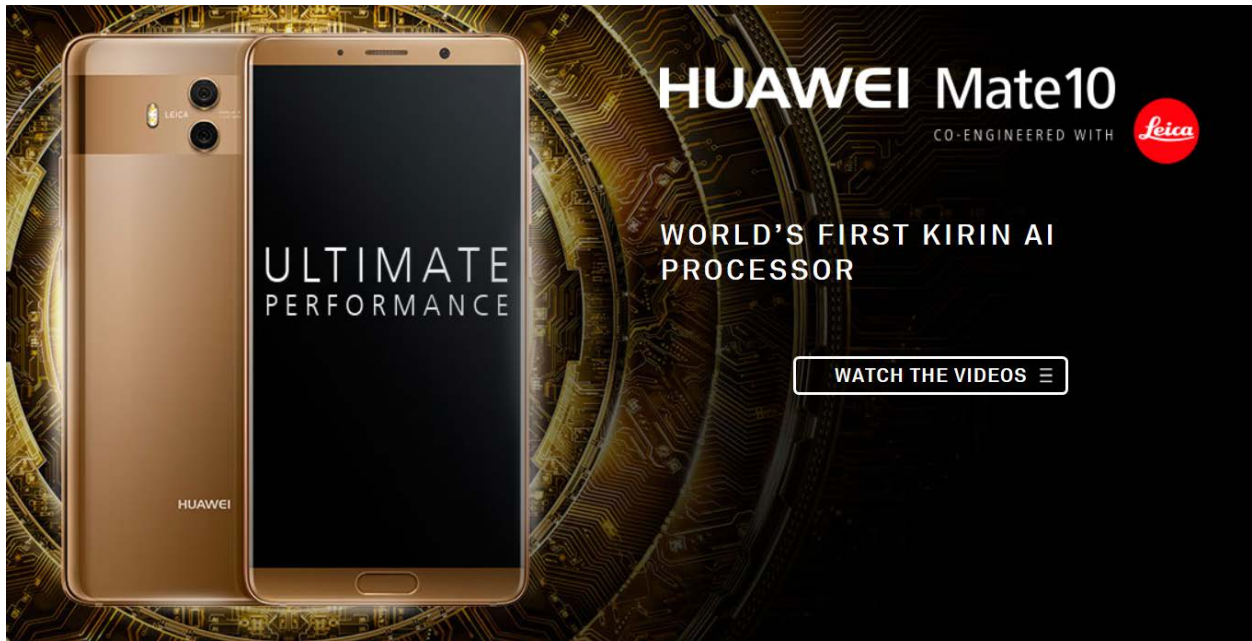 LEICA
HUAWEI
ULTIMATE
PERFORMANCE
HUAWEI Mate10
CO-ENGINEERED WITH
Leica
WORLD'S FIRST KIRIN AI
PROCESSOR
WATCH THE VIDEOS